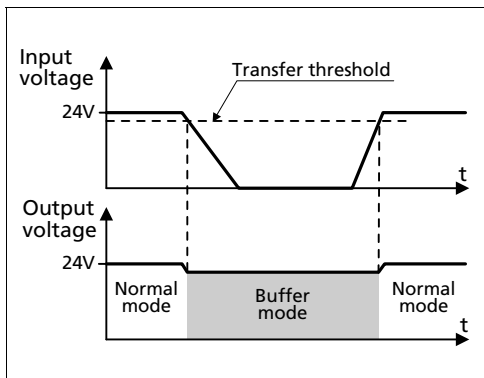 Input
voltage
Transfer threshold
24V
t
Output
voltage
24V
Normal
mode
Buffer
mode
Normal
mode
t